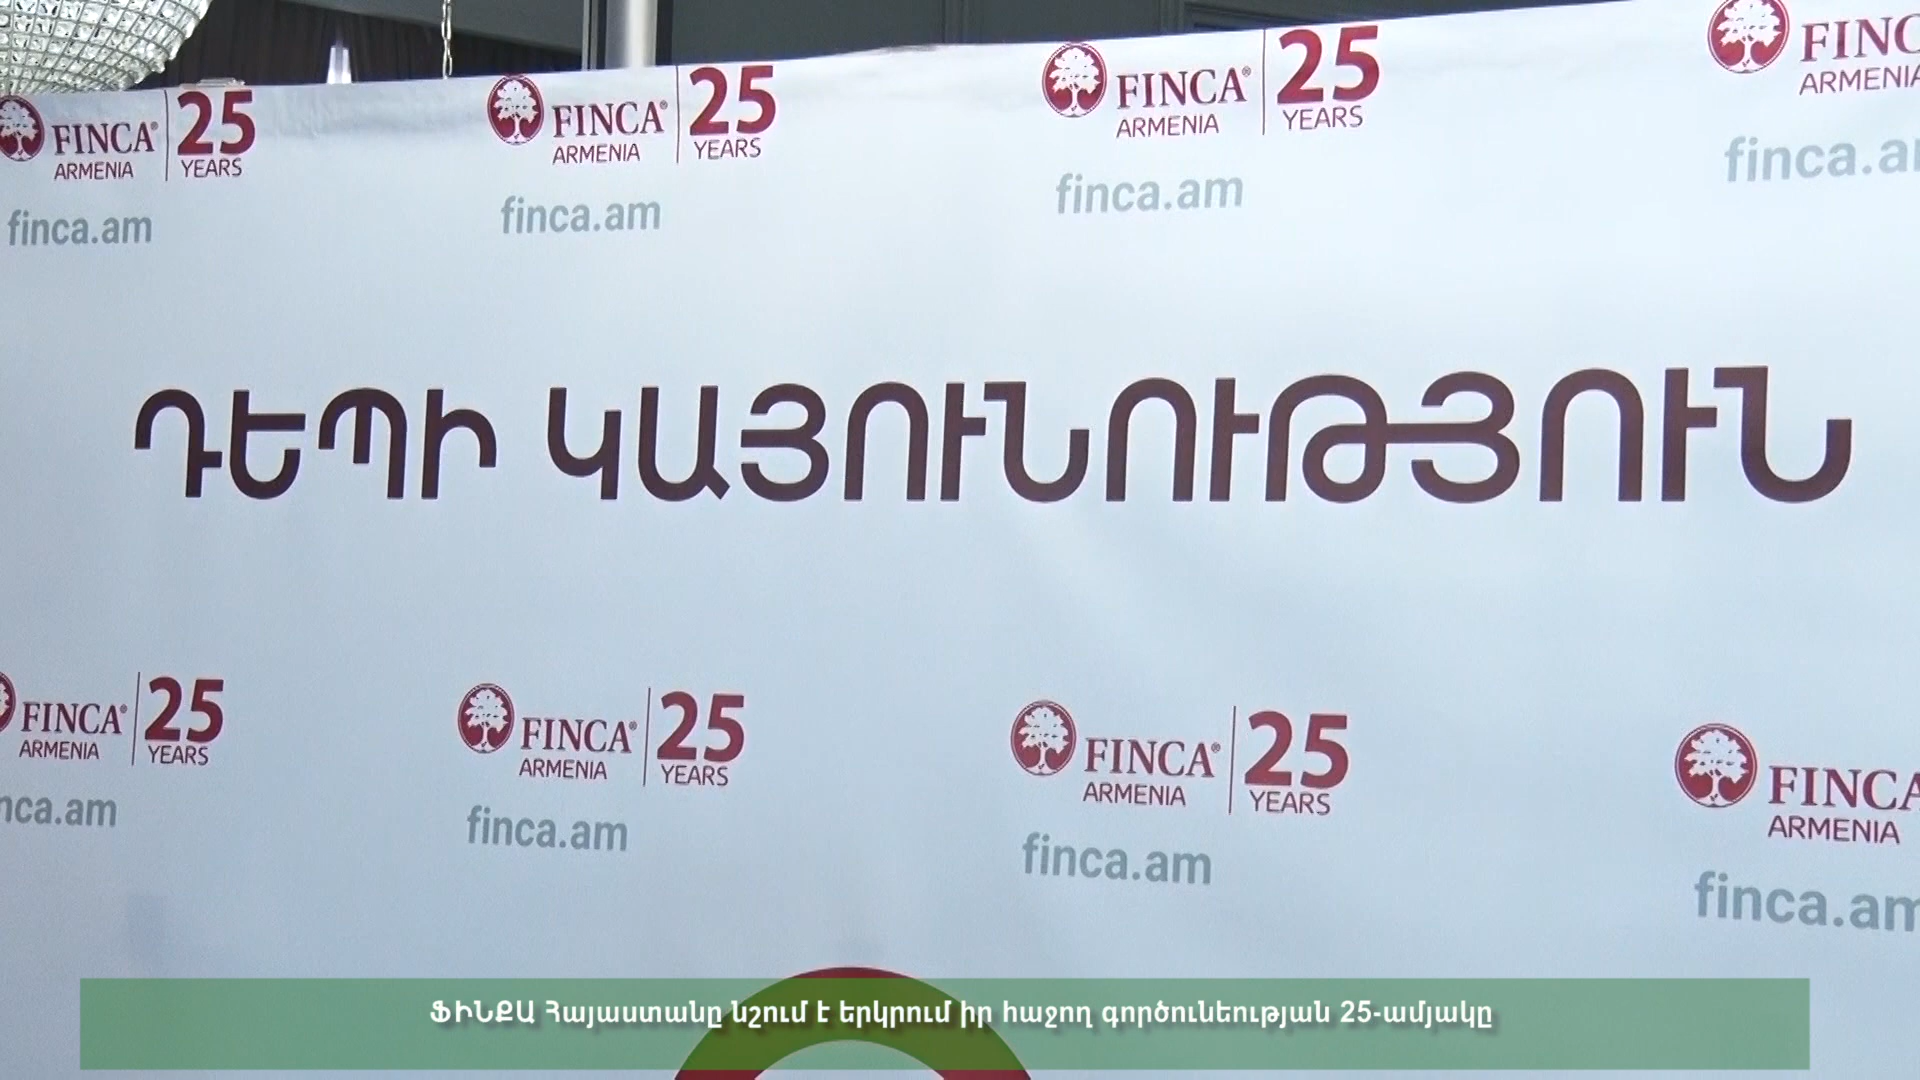 FINCA® 25 FINCA® 25 FINCA® 25 FINC
ARMENIA YEARS ARMENIA YEARS ARMENIA YEARS ARMENIA
finca.am finca.am finca.am finca.a
ԴԵՊԻ ԿԱՅՈՒՆՈՒԹՅՈՒՆ
FINCA® 25 FINCA® 25 FINCA® 25 FINCA
ARMENIA YEARS ARMENIA YEARS ARMENIA YEARS ARMENIA
nca.am finca.am finca.am finca.am
ՖԻՆՔԱ Հայաստանը նշում է երկրում իր հաջող գործունեության 25-ամյակը